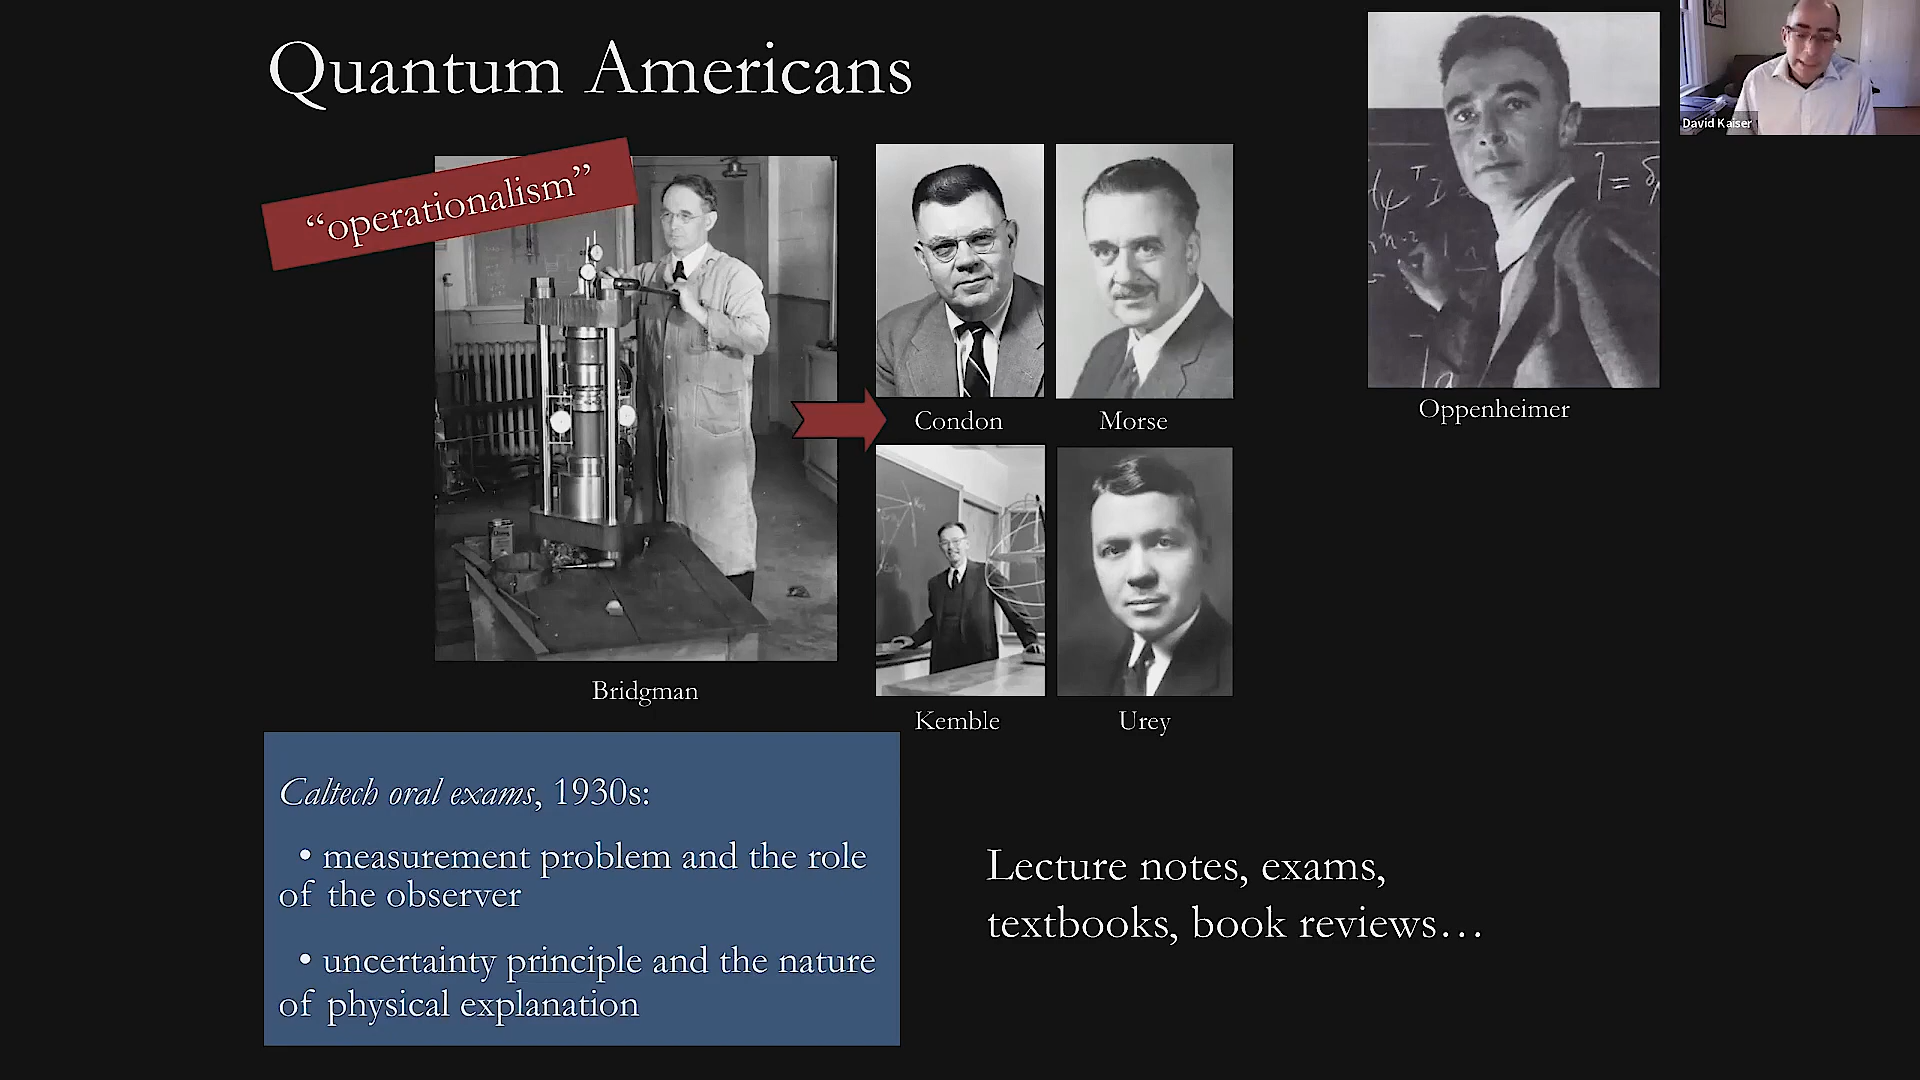 Quantum Americans
David Kaiser
“operationalism”
Condon
Morse
Oppenheimer
Bridgman
Kemble
Urey
Caltech oral exams, 1930s:
• measurement problem and the role
of the observer
• uncertainty principle and the nature
of physical explanation
Lecture notes, exams,
textbooks, book reviews…